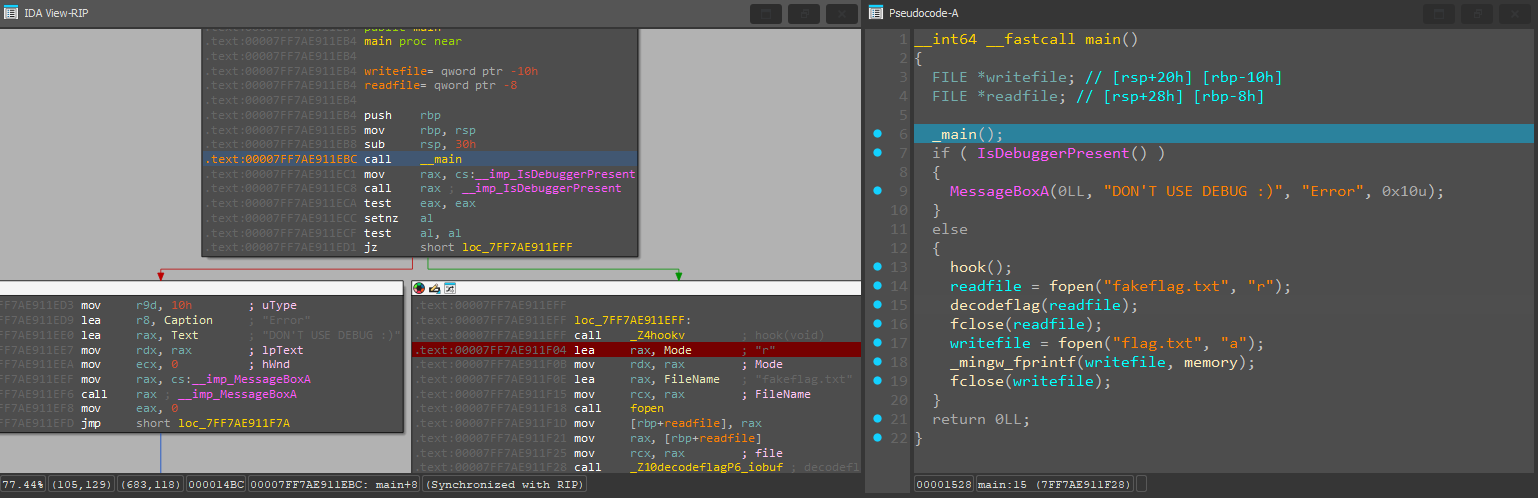 IDA View-RIP
public main
.text:00007FF7AE911EB4 main proc near
.text:00007FF7AE911EB4
.text:00007FF7AE911EB4 writefile= qword ptr -10h
.text:00007FF7AE911EB4 readfile= qword ptr -8
.text:00007FF7AE911EB4
.text:00007FF7AE911EB4 push rbp
.text:00007FF7AE911EB5 mov rbp, rsp
.text:00007FF7AE911EB8 sub rsp, 30h
.text:00007FF7AE911EBC call __main
.text:00007FF7AE911EC1 mov rax, cs:__imp_IsDebuggerPresent
.text:00007FF7AE911EC8 call rax ; __imp_IsDebuggerPresent
.text:00007FF7AE911ECA test eax, eax
.text:00007FF7AE911ECC setnz al
.text:00007FF7AE911ECF test al, al
.text:00007FF7AE911ED1 jz short loc_7FF7AE911EFF
FF7AE911ED3 mov r9d, 10h ; uType
FF7AE911ED9 lea r8, Caption ; "Error"
FF7AE911EE0 lea rax, Text ; "DON'T USE DEBUG :)"
FF7AE911EE7 mov rdx, rax ; lpText
FF7AE911EEA mov ecx, 0 ; hWnd
FF7AE911EEF mov rax, cs:__imp_MessageBoxA
FF7AE911EF6 call rax ; __imp_MessageBoxA
FF7AE911EF8 mov eax, 0
FF7AE911EFD jmp short loc_7FF7AE911F7A
.text:00007FF7AE911EFF
.text:00007FF7AE911EFF loc_7FF7AE911EFF:
.text:00007FF7AE911EFF call _Z4hookv ; hook(void)
.text:00007FF7AE911F04 lea rax, Mode ; "r"
.text:00007FF7AE911F0B mov rdx, rax ; Mode
.text:00007FF7AE911F0E lea rax, FileName ; "fakeflag.txt"
.text:00007FF7AE911F15 mov rcx, rax ; FileName
.text:00007FF7AE911F18 call fopen
.text:00007FF7AE911F1D mov [rbp+readfile], rax
.text:00007FF7AE911F21 mov rax, [rbp+readfile]
.text:00007FF7AE911F25 mov rcx, rax ; file
.text:00007FF7AE911F28 call _Z10decodeflagP6_iobuf ; decodefl
77.44% (105,129) (683,118) 000014BC 00007FF7AE911EBC: main+8 (Synchronized with RIP)
Pseudocode-A
1 __int64 __fastcall main()
2 {
3 FILE *writefile; // [rsp+20h] [rbp-10h]
4 FILE *readfile; // [rsp+28h] [rbp-8h]
5
6 _main();
7 if ( IsDebuggerPresent() )
8 {
9 MessageBoxA(0LL, "DON'T USE DEBUG :)", "Error", 0x10u);
10 }
11 else
12 {
13 hook();
14 readfile = fopen("fakeflag.txt", "r");
15 decodeflag(readfile);
16 fclose(readfile);
17 writefile = fopen("flag.txt", "a");
18 _mingw_fprintf(writefile, memory);
19 fclose(writefile);
20 }
21 return 0LL;
22 }
00001528 main:15 (7FF7AE911F28)